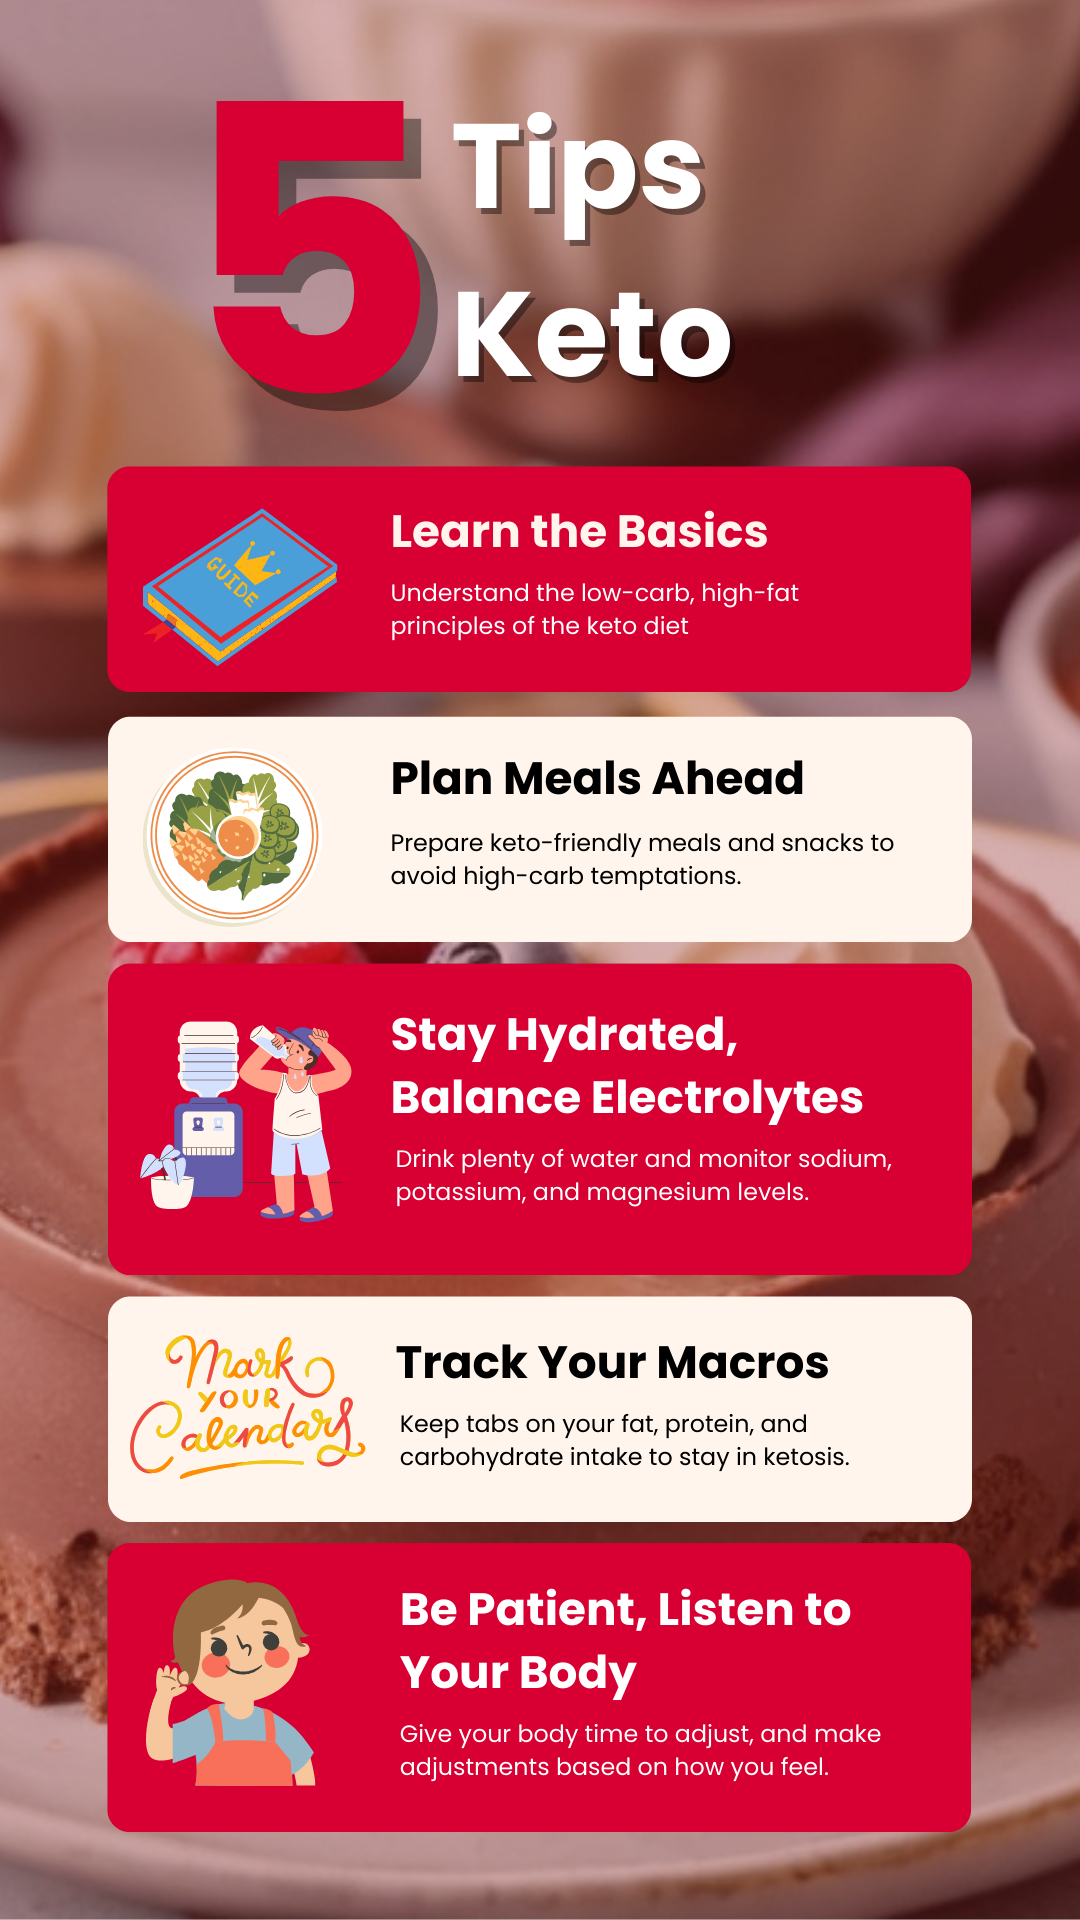 5
Tips
Keto
GUIDE
Learn the Basics
Understand the low-carb, high-fat
principles of the keto diet
Plan Meals Ahead
Prepare keto-friendly meals and snacks to
avoid high-carb temptations.
Stay Hydrated,
Balance Electrolytes
Drink plenty of water and monitor sodium,
potassium, and magnesium levels.
Mark
YOUR
Calendars
Track Your Macros
Keep tabs on your fat, protein, and
carbohydrate intake to stay in ketosis.
Be Patient, Listen to
Your Body
Give your body time to adjust, and make
adjustments based on how you feel.